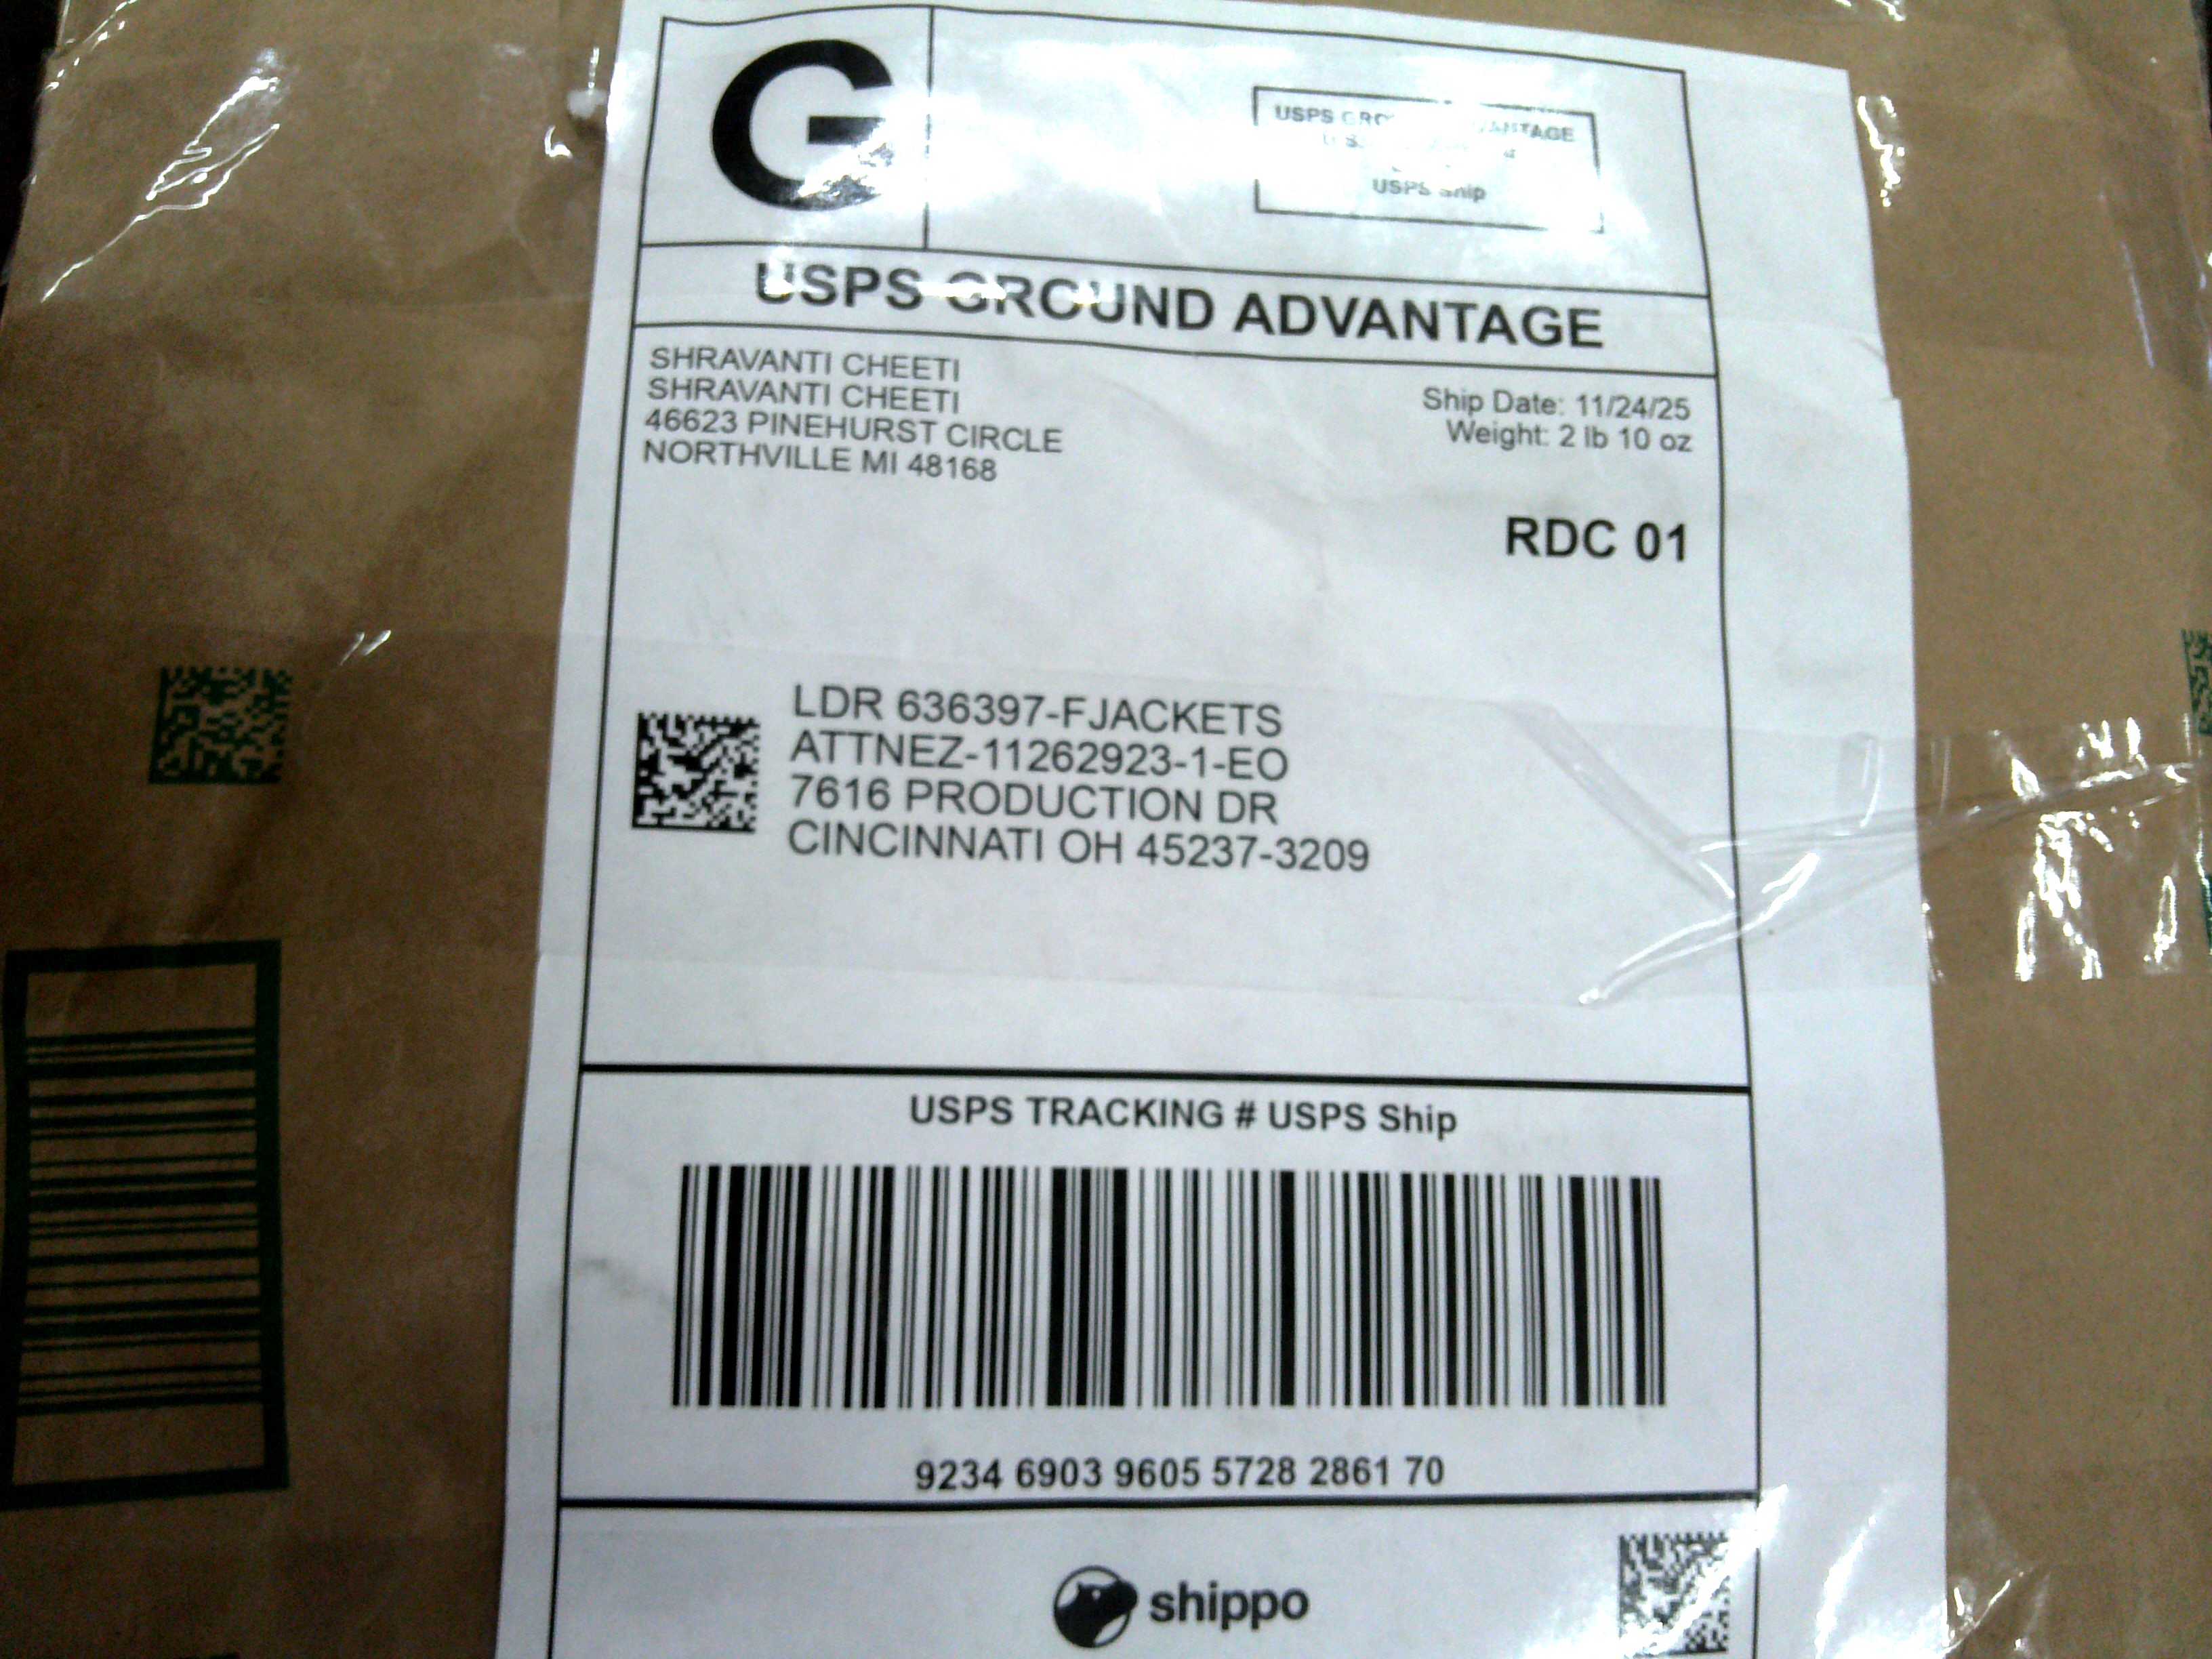 G
USPS GROUND ADVANTAGE
USPS Ship
USPS GROUND ADVANTAGE
SHRAVANTI CHEETI
SHRAVANTI CHEETI
46623 PINEHURST CIRCLE
NORTHVILLE MI 48168
Ship Date: 11/24/25
Weight: 2 lb 10 oz
RDC 01
LDR 636397-FJACKETS
ATTNEZ-11262923-1-EO
7616 PRODUCTION DR
CINCINNATI OH 45237-3209
USPS TRACKING # USPS Ship
9234 6903 9605 5728 2861 70
shippo